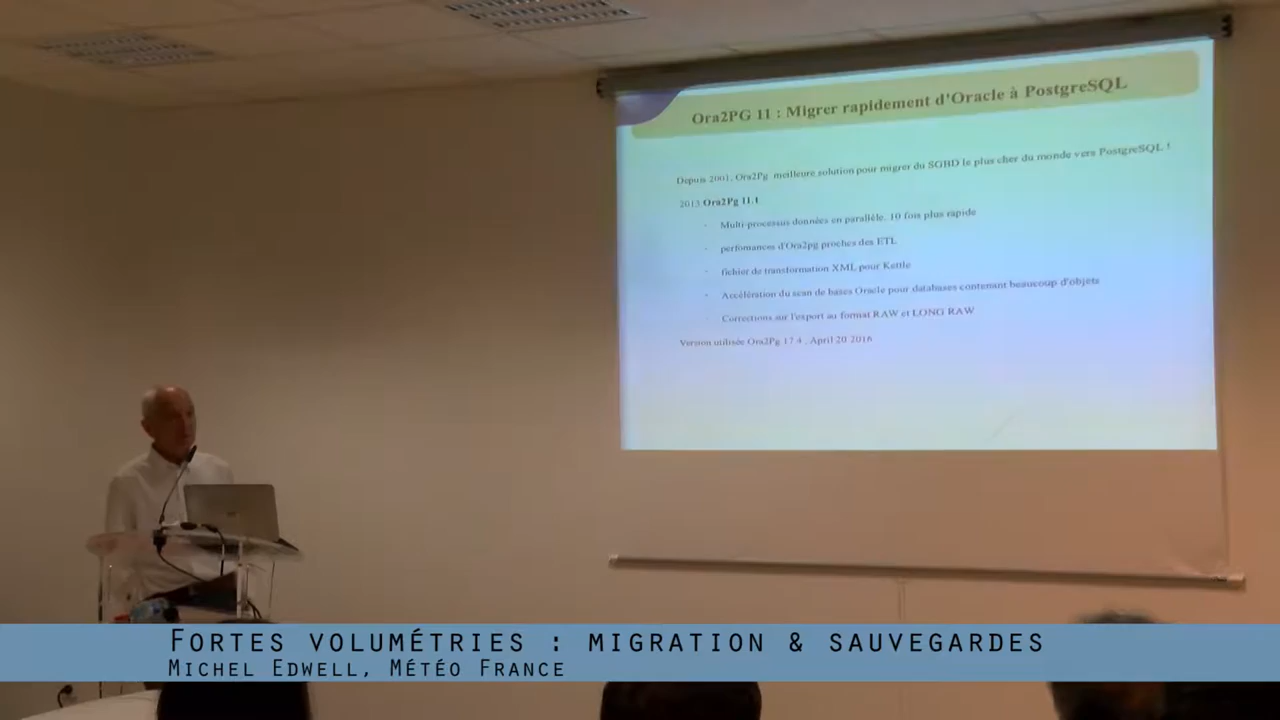 Ora2PG 11 : Migrer rapidement d'Oracle à PostgreSQL
Depuis 2001, Ora2Pg meilleure solution pour migrer du SGBD le plus cher du monde vers PostgreSQL !
2013 Ora2Pg 11.1
- Multi-processus données en parallèle, 10 fois plus rapide
- perfomances d'Ora2pg proches des ETL
- fichier de transformation XML pour Kettle
- Accélération du scan de bases Oracle pour databases contenant beaucoup d'objets
- Corrections sur l'export au format RAW et LONG RAW
Version utilisée Ora2Pg 17.4 , April 20 2016
FORTES VOLUMÉTRIES : MIGRATION & SAUVEGARDES
MICHEL EDWELL, MÉTÉO FRANCE